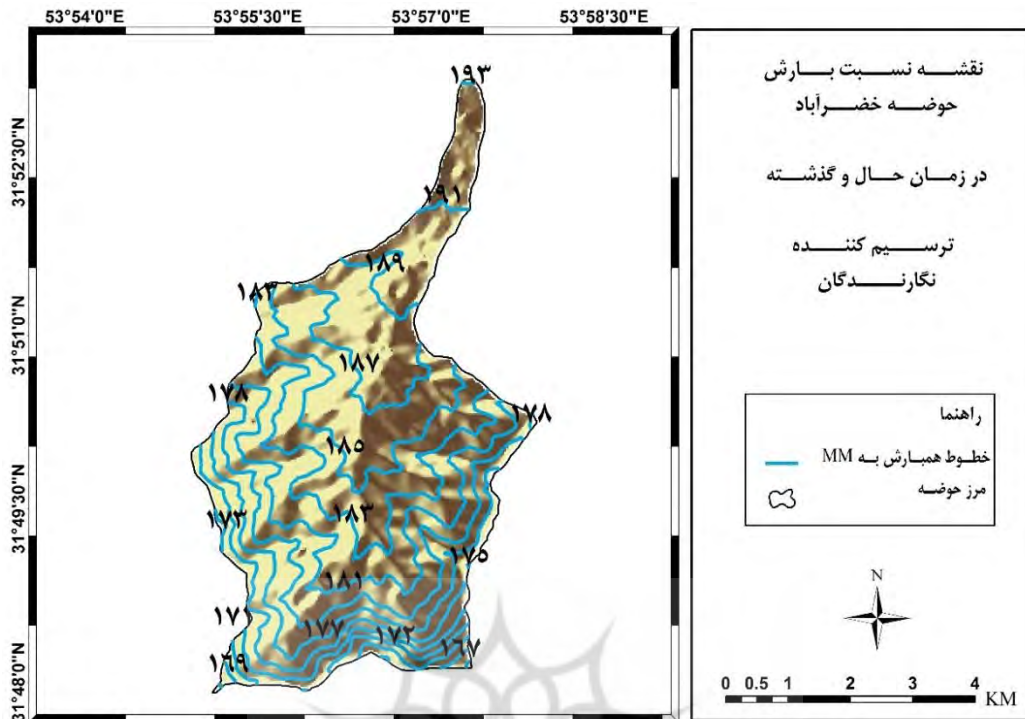 53°54'0"E
53°55'30"E
53°57'0"E
53°58'30"E
31°52'30"N
31°51'0"N
31°49'30"N
31°48'0"N
۱۹۳
۱۹۱
۱۸۹
۱۸۳
۱۸۷
۱۷۸
۱۷۸
۱۸۵
۱۷۳
۱۸۳
۱۷۵
۱۸۱
۱۷۱
۱۷۷
۱۷۲
۱۶۷
۱۶۹
نقشه نسبت بارش
حوضه خضرآباد
در زمان حال و گذشته
ترسیم کننده
نگارندگان
راهنما
خطوط همبارش به MM
مرز حوضه
N
0 0.5 1 2 3 4
KM